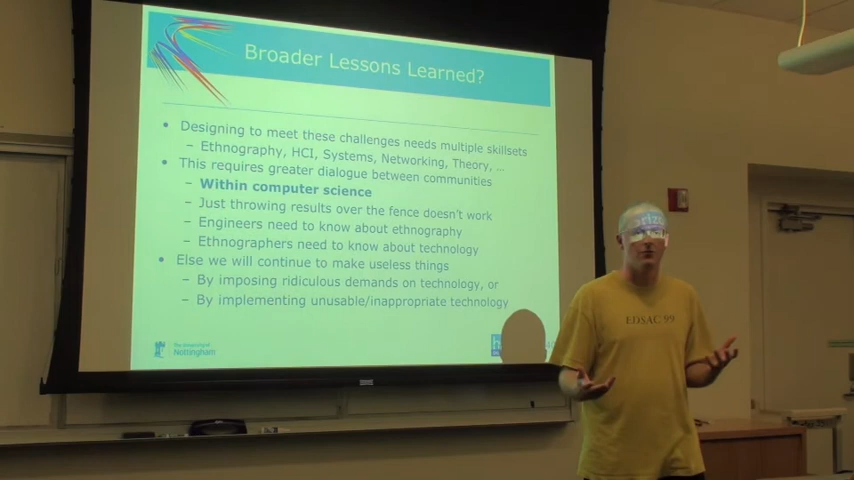 Broader Lessons Learned?
• Designing to meet these challenges needs multiple skillsets
– Ethnography, HCI, Systems, Networking, Theory, ...
• This requires greater dialogue between communities
– Within computer science
– Just throwing results over the fence doesn't work
– Engineers need to know about ethnography
– Ethnographers need to know about technology
• Else we will continue to make useless things
– By imposing ridiculous demands on technology, or
– By implementing unusable/inappropriate technology
The University of
Nottingham
EDSAC 99